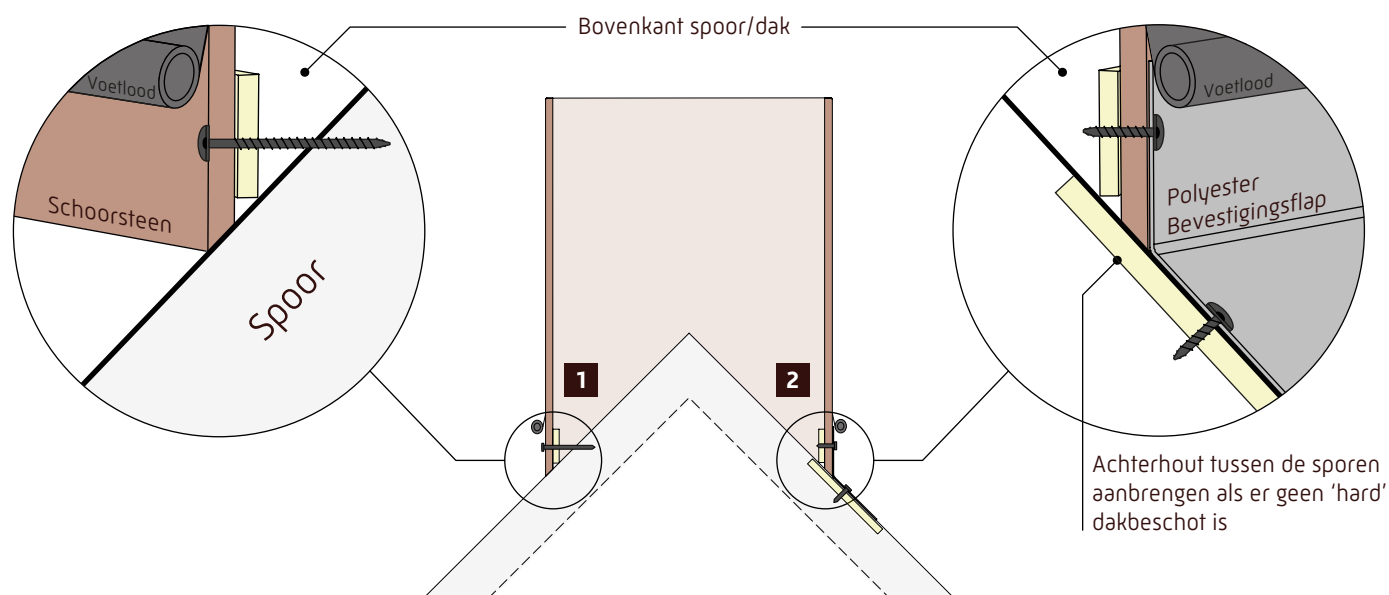 Bovenkant spoor/dak
Voetlood
Schoorsteen
Spoor
1
2
Voetlood
Polyester
Bevestigingsflap
Achterhout tussen de sporen
aanbrengen als er geen ‘hard’
dakbeschot is